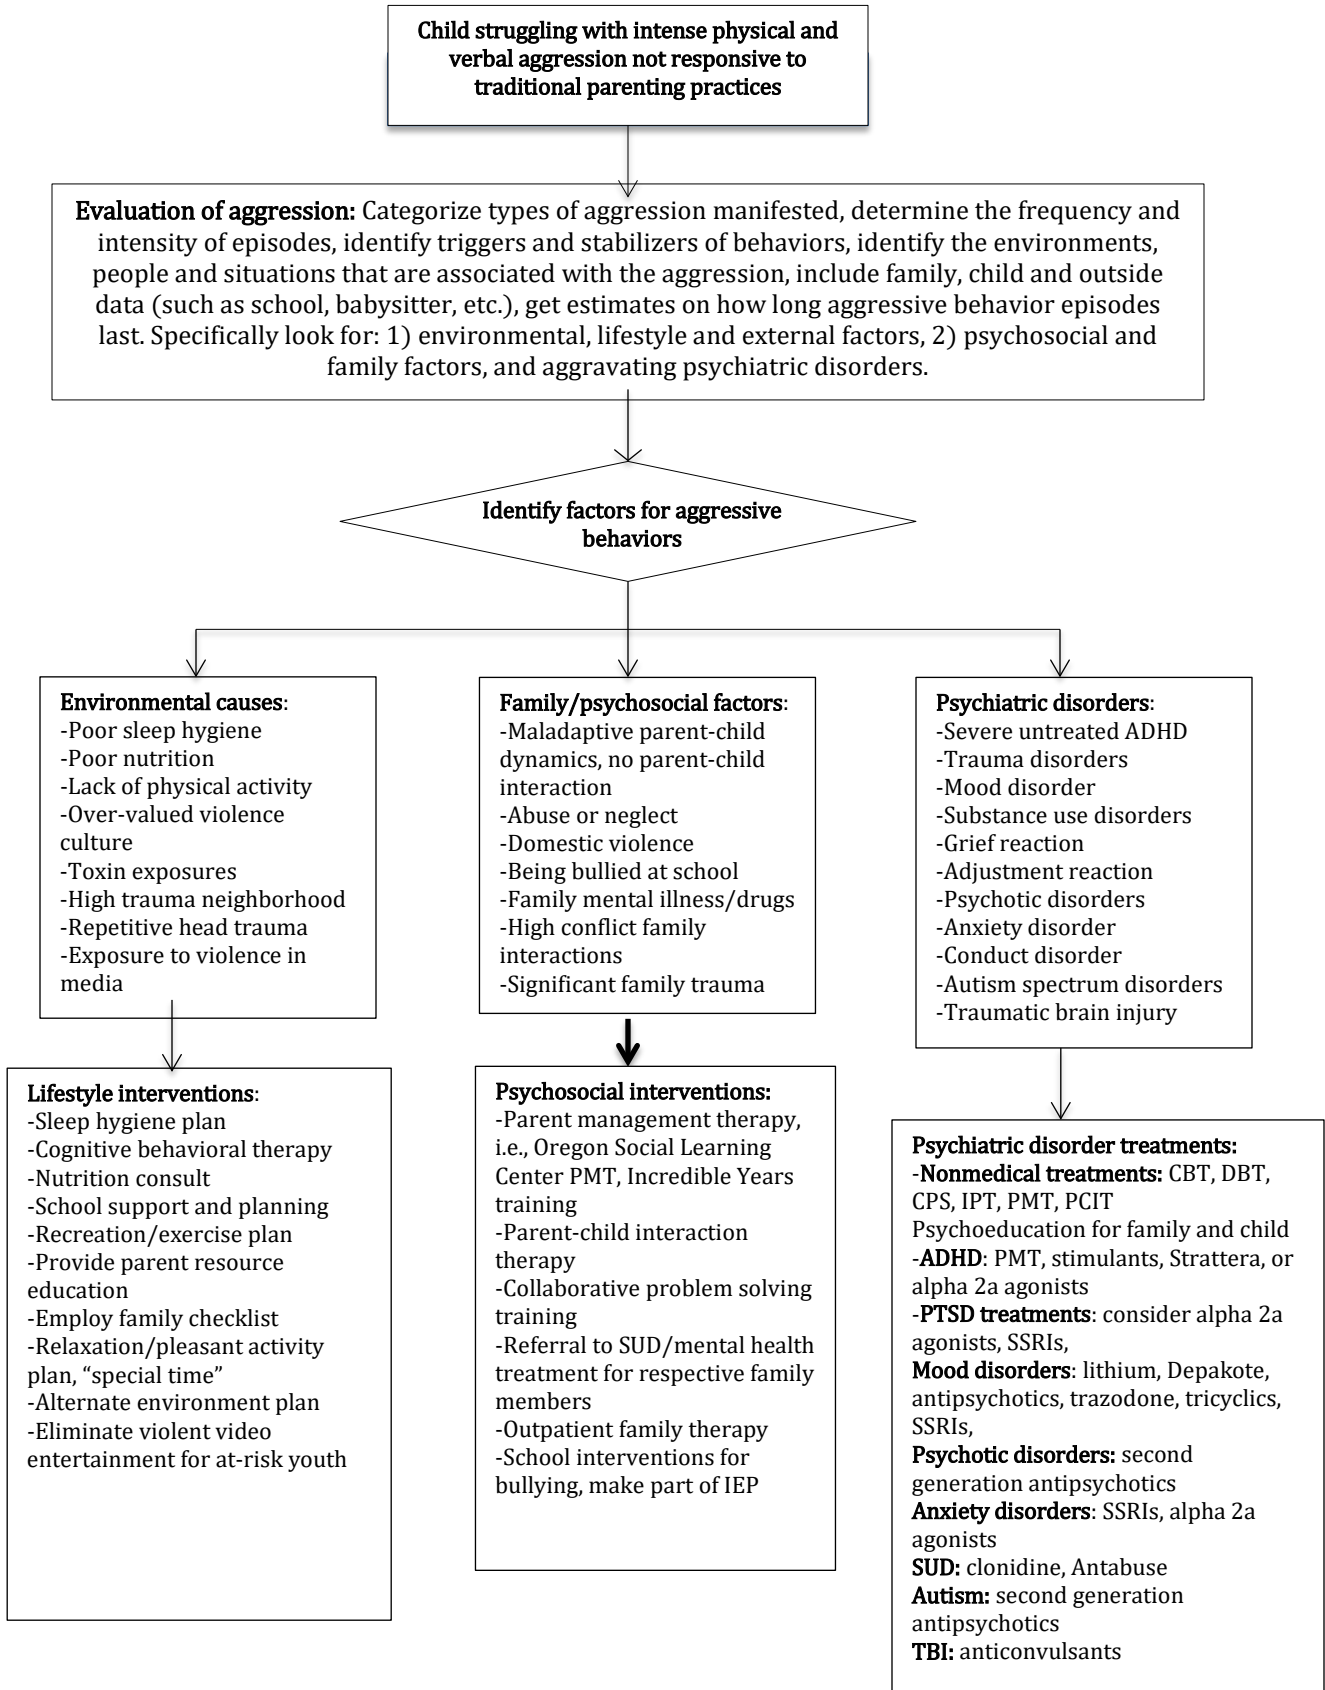 Child struggling with intense physical and
verbal aggression not responsive to
traditional parenting practices
Evaluation of aggression: Categorize types of aggression manifested, determine the frequency and
intensity of episodes, identify triggers and stabilizers of behaviors, identify the environments,
people and situations that are associated with the aggression, include family, child and outside
data (such as school, babysitter, etc.), get estimates on how long aggressive behavior episodes
last. Specifically look for: 1) environmental, lifestyle and external factors, 2) psychosocial and
family factors, and aggravating psychiatric disorders.
Identify factors for aggressive
behaviors
Environmental causes:
-Poor sleep hygiene
-Poor nutrition
-Lack of physical activity
-Over-valued violence
culture
-Toxin exposures
-High trauma neighborhood
-Repetitive head trauma
-Exposure to violence in
media
Family/psychosocial factors:
-Maladaptive parent-child
dynamics, no parent-child
interaction
-Abuse or neglect
-Domestic violence
-Being bullied at school
-Family mental illness/drugs
-High conflict family
interactions
-Significant family trauma
Psychiatric disorders:
-Severe untreated ADHD
-Trauma disorders
-Mood disorder
-Substance use disorders
-Grief reaction
-Adjustment reaction
-Psychotic disorders
-Anxiety disorder
-Conduct disorder
-Autism spectrum disorders
-Traumatic brain injury
Lifestyle interventions:
-Sleep hygiene plan
-Cognitive behavioral therapy
-Nutrition consult
-School support and planning
-Recreation/exercise plan
-Provide parent resource
education
-Employ family checklist
-Relaxation/pleasant activity
plan, “special time”
-Alternate environment plan
-Eliminate violent video
entertainment for at-risk youth
Psychosocial interventions:
-Parent management therapy,
i.e., Oregon Social Learning
Center PMT, Incredible Years
training
-Parent-child interaction
therapy
-Collaborative problem solving
training
-Referral to SUD/mental health
treatment for respective family
members
-Outpatient family therapy
-School interventions for
bullying, make part of IEP
Psychiatric disorder treatments:
-Nonmedical treatments: CBT, DBT,
CPS, IPT, PMT, PCIT
Psychoeducation for family and child
-ADHD: PMT, stimulants, Strattera, or
alpha 2a agonists
-PTSD treatments: consider alpha 2a
agonists, SSRIs,
Mood disorders: lithium, Depakote,
antipsychotics, trazodone, tricyclics,
SSRIs,
Psychotic disorders: second
generation antipsychotics
Anxiety disorders: SSRIs, alpha 2a
agonists
SUD: clonidine, Antabuse
Autism: second generation
antipsychotics
TBI: anticonvulsants